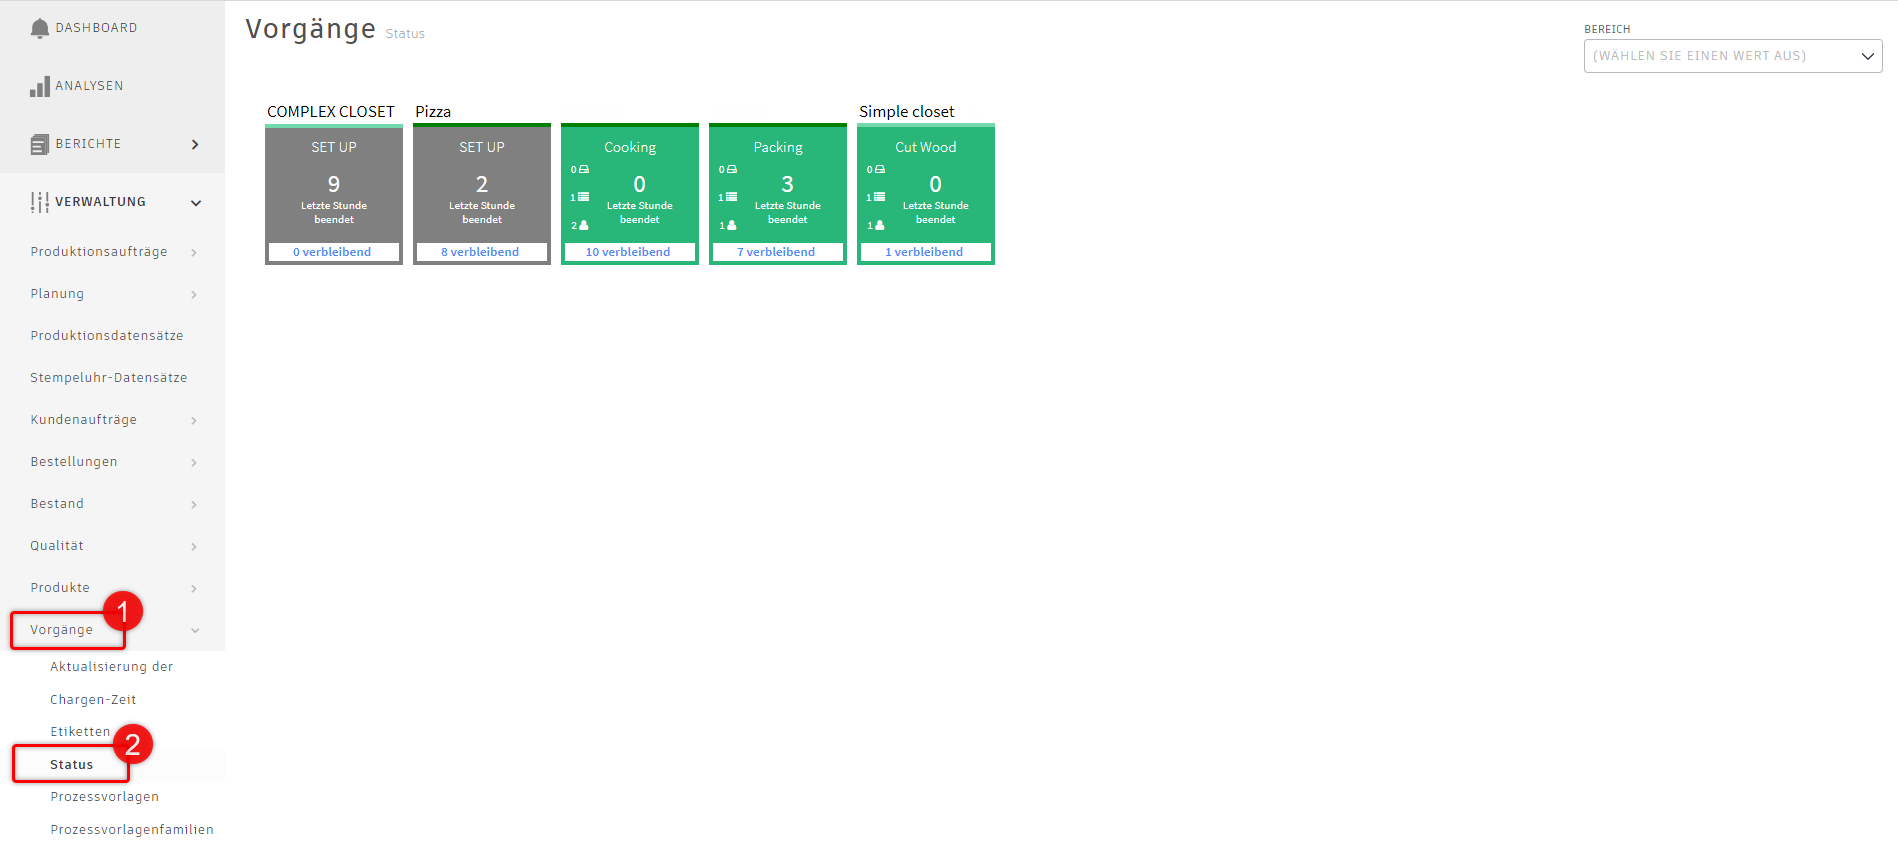 DASHBOARD
ANALYSEN
BERICHTE
VERWALTUNG
Produktionsaufträge
Planung
Produktionsdatensätze
Stempeluhr-Datensätze
Kundenaufträge
Bestellungen
Bestand
Qualität
Produkte
1
Vorgänge
Aktualisierung der
Chargen-Zeit
Etiketten
2
Status
Prozessvorlagen
Prozessvorlagenfamilien
Vorgänge Status
BEREICH
(WÄHLEN SIE EINEN WERT AUS)
COMPLEX CLOSET
SET UP
9
Letzte Stunde
beendet
0 verbleibend
Pizza
SET UP
2
Letzte Stunde
beendet
8 verbleibend
Cooking
0
1
2
0
Letzte Stunde
beendet
10 verbleibend
Packing
0
1
1
3
Letzte Stunde
beendet
7 verbleibend
Simple closet
Cut Wood
0
1
1
0
Letzte Stunde
beendet
1 verbleibend